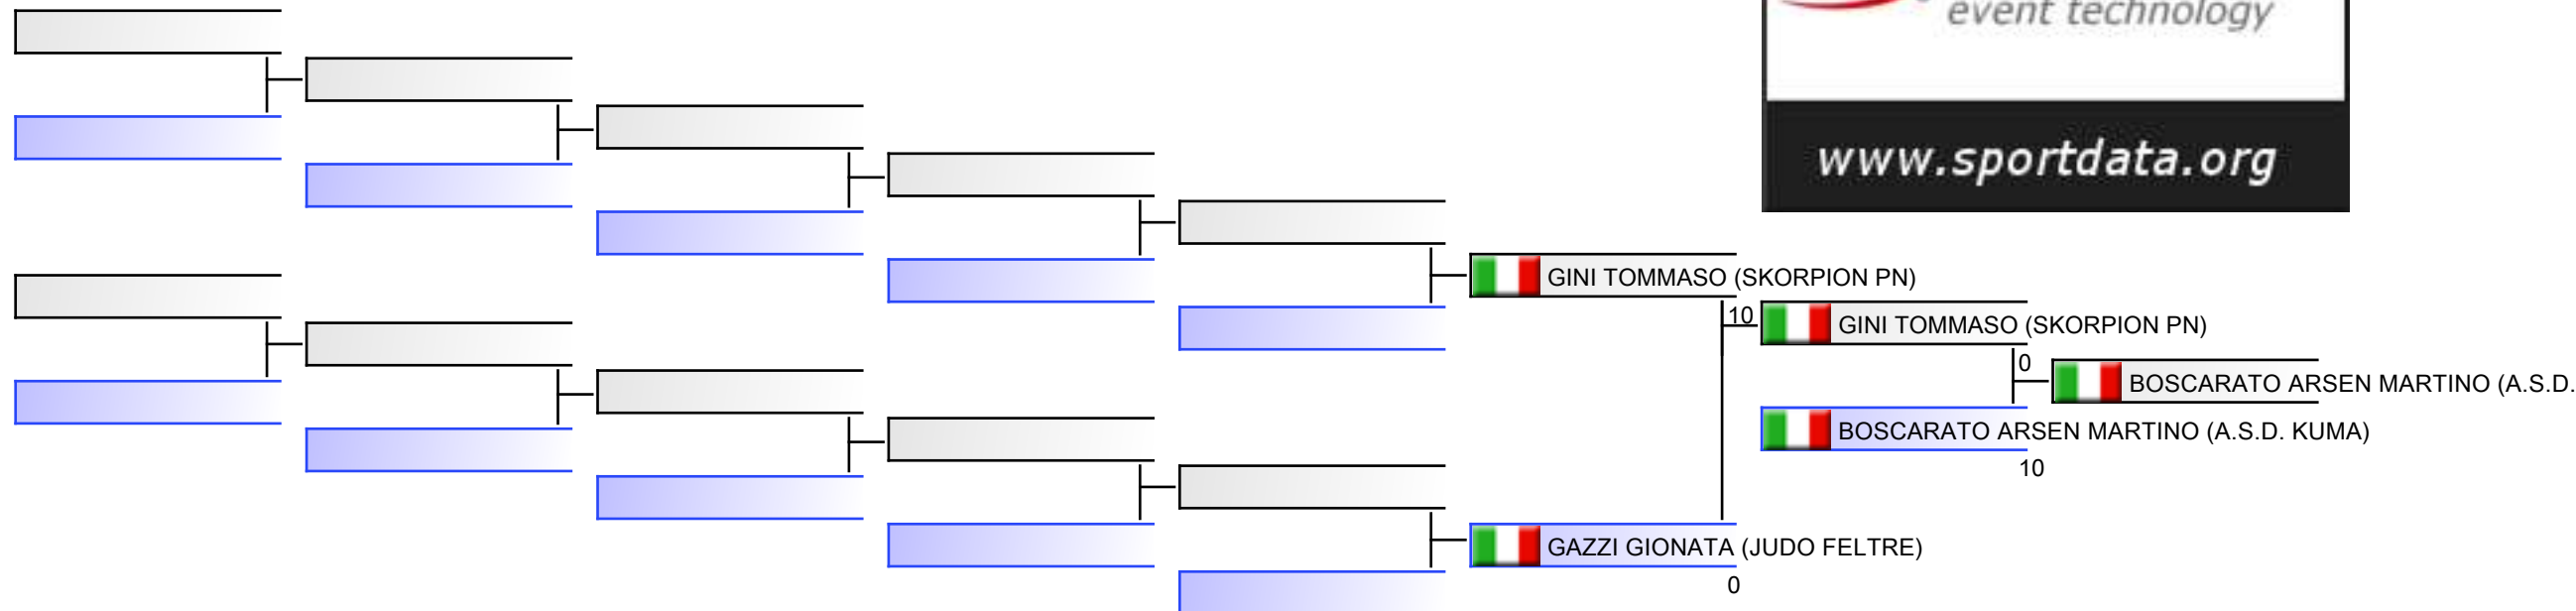 event technology
www.sportdata.org
GINI TOMMASO (SKORPION PN)
10
GINI TOMMASO (SKORPION PN)
0
BOSCARATO ARSEN MARTINO (A.S.D.
BOSCARATO ARSEN MARTINO (A.S.D. KUMA)
10
GAZZI GIONATA (JUDO FELTRE)
0